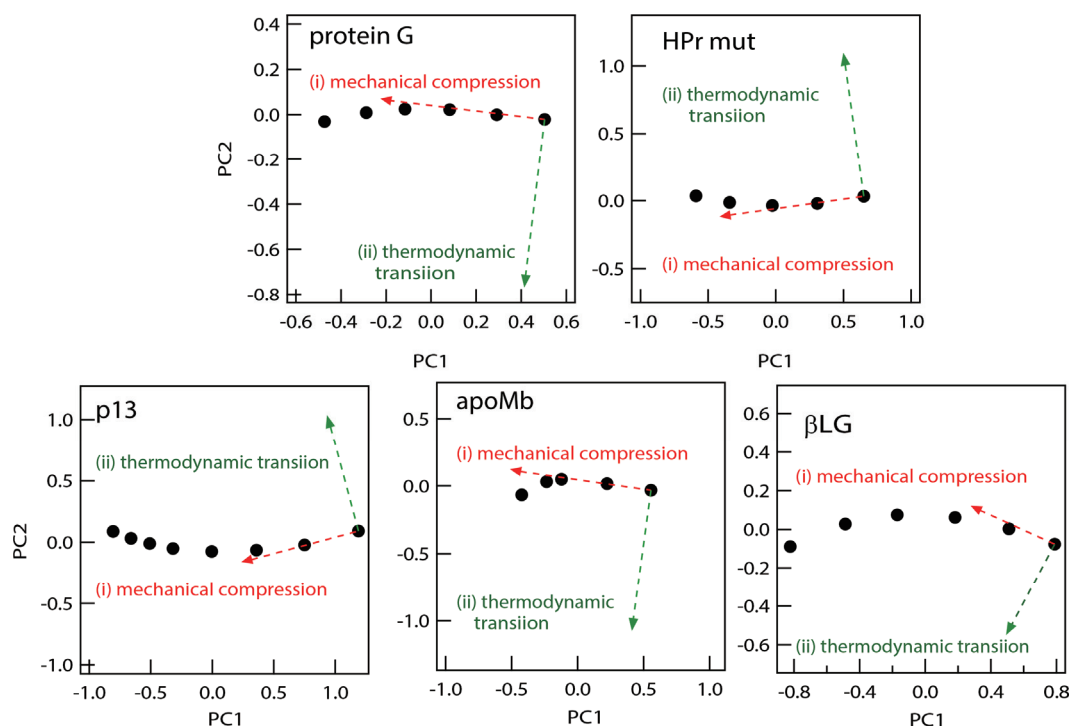 protein G
(i) mechanical compression
(ii) thermodynamic
transiion
0.4
0.2
0.0
-0.2
-0.4
-0.6
-0.8
PC2
-0.6
-0.4
-0.2
0.0
0.2
0.4
0.6
PC1
HPr mut
(ii) thermodynamic
transiion
(i) mechanical compression
1.0
0.5
0.0
-0.5
-1.0
-0.5
0.0
0.5
1.0
PC1
p13
(ii) thermodynamic transiion
(i) mechanical compression
1.0
0.5
0.0
-0.5
-1.0
PC2
-1.0
-0.5
0.0
0.5
1.0
PC1
apoMb
(i) mechanical compression
(ii) thermodynamic
transiion
0.5
0.0
-0.5
-1.0
-1.0
-0.5
0.0
0.5
1.0
PC1
βLG
(i) mechanical compression
(ii) thermodynamic transiion
0.6
0.4
0.2
0.0
-0.2
-0.4
-0.6
-0.8
-0.4
0.0
0.4
0.8
PC1